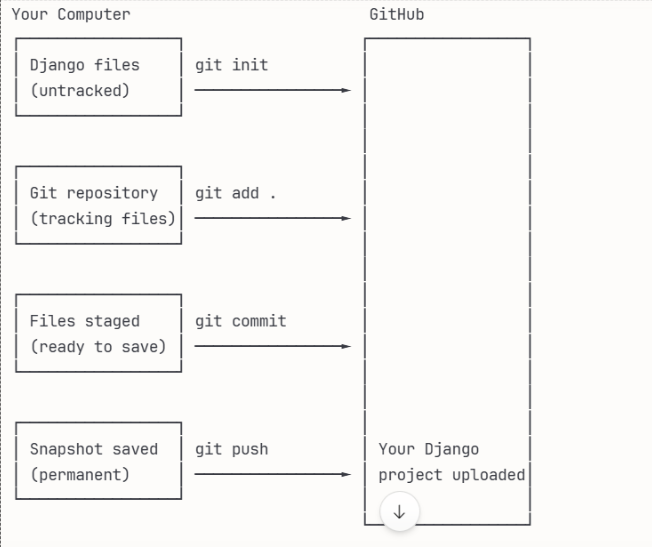 Your Computer
GitHub
Django files
(untracked)
git init
Git repository
(tracking files)
git add .
Files staged
(ready to save)
git commit
Snapshot saved
(permanent)
git push
Your Django
project uploaded